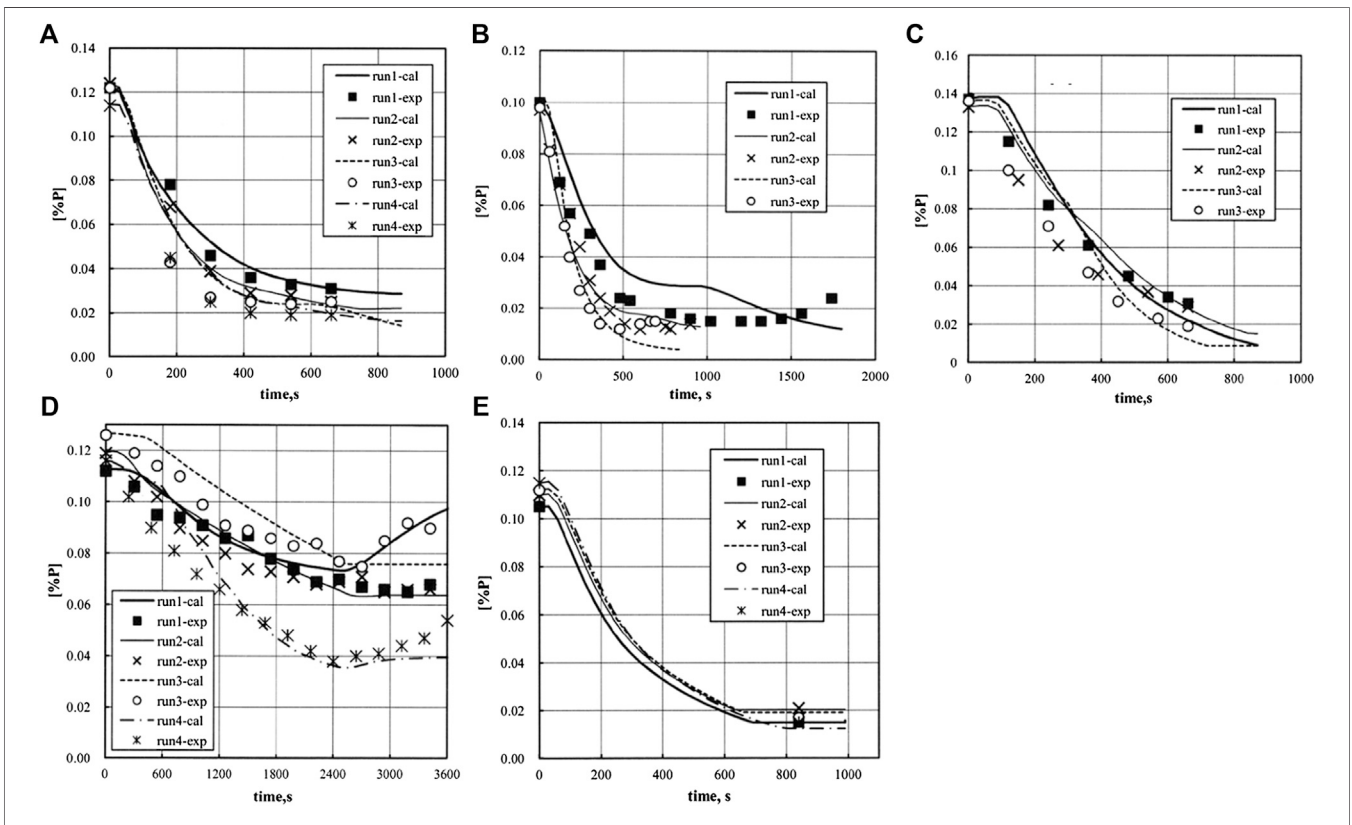 A
[%P]
0.14
0.12
0.10
0.08
0.06
0.04
0.02
0.00
0 200 400 600 800 1000
time,s
run1-cal
run1-exp
run2-cal
run2-exp
run3-cal
run3-exp
run4-cal
run4-exp
B
[%P]
0.12
0.10
0.08
0.06
0.04
0.02
0.00
0 500 1000 1500 2000
time, s
run1-cal
run1-exp
run2-cal
run2-exp
run3-cal
run3-exp
C
[%P]
0.16
0.14
0.12
0.10
0.08
0.06
0.04
0.02
0
0 200 400 600 800 1000
time,s
run1-cal
run1-exp
run2-cal
run2-exp
run3-cal
run3-exp
D
[%P]
0.12
0.10
0.08
0.06
0.04
0.02
0.00
0 600 1200 1800 2400 3000 3600
time,s
run1-cal
run1-exp
run2-cal
run2-exp
run3-cal
run3-exp
run4-cal
run4-exp
E
[%P]
0.14
0.12
0.10
0.08
0.06
0.04
0.02
0.00
0 200 400 600 800 1000
time, s
run1-cal
run1-exp
run2-cal
run2-exp
run3-cal
run3-exp
run4-cal
run4-exp